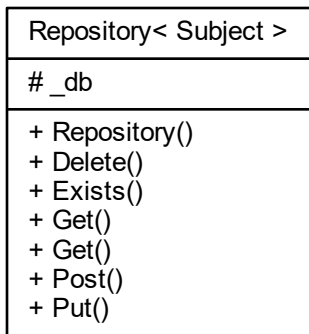 Repository< Subject >
# _db
+ Repository()
+ Delete()
+ Exists()
+ Get()
+ Get()
+ Post()
+ Put()